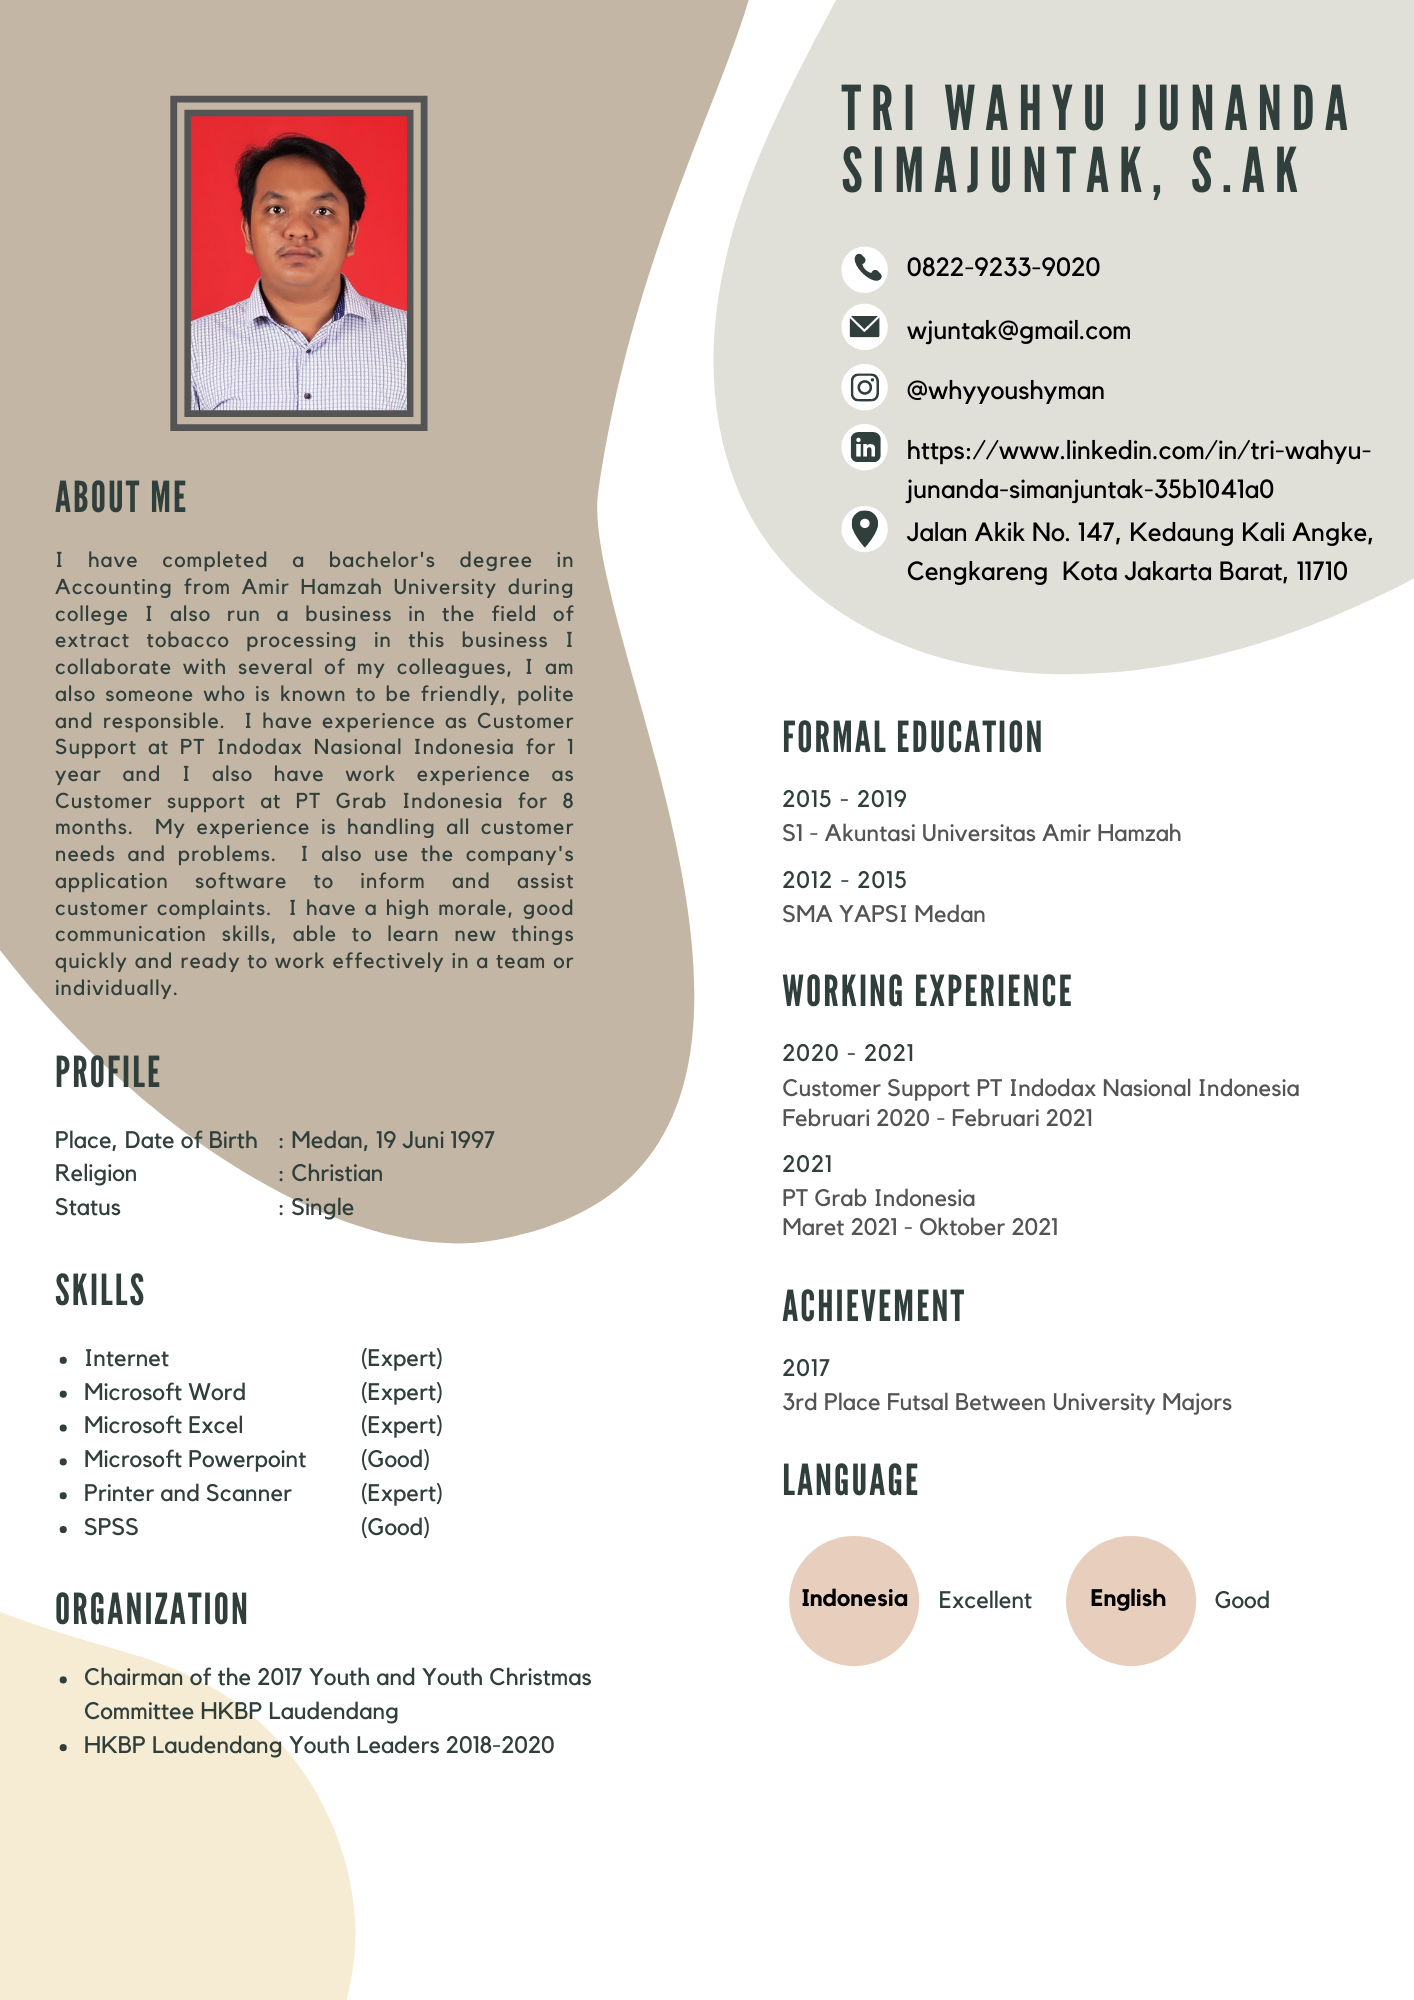 TRI WAHYU JUNANDA
SIMAJUNTAK, S.AK
0822-9233-9020
wjuntak@gmail.com
@whyyoushyman
https://www.linkedin.com/in/tri-wahyu-
junanda-simanjuntak-35b1041a0
Jalan Akik No. 147, Kedaung Kali Angke,
Cengkareng Kota Jakarta Barat, 11710
ABOUT ME
I have completed a bachelor's degree in
Accounting from Amir Hamzah University during
college I also run a business in the field of
extract tobacco processing in this business I
collaborate with several of my colleagues, I am
also someone who is known to be friendly, polite
and responsible. I have experience as Customer
Support at PT Indodax Nasional Indonesia for 1
year and I also have work experience as
Customer support at PT Grab Indonesia for 8
months. My experience is handling all customer
needs and problems. I also use the company's
application software to inform and assist
customer complaints. I have a high morale, good
communication skills, able to learn new things
quickly and ready to work effectively in a team or
individually.
PROFILE
Place, Date of Birth : Medan, 19 Juni 1997
Religion : Christian
Status : Single
SKILLS
• Internet (Expert)
• Microsoft Word (Expert)
• Microsoft Excel (Expert)
• Microsoft Powerpoint (Good)
• Printer and Scanner (Expert)
• SPSS (Good)
ORGANIZATION
• Chairman of the 2017 Youth and Youth Christmas
Committee HKBP Laudendang
• HKBP Laudendang Youth Leaders 2018-2020
FORMAL EDUCATION
2015 - 2019
S1 - Akuntasi Universitas Amir Hamzah
2012 - 2015
SMA YAPSI Medan
WORKING EXPERIENCE
2020 - 2021
Customer Support PT Indodax Nasional Indonesia
Februari 2020 - Februari 2021
2021
PT Grab Indonesia
Maret 2021 - Oktober 2021
ACHIEVEMENT
2017
3rd Place Futsal Between University Majors
LANGUAGE
Indonesia Excellent English Good